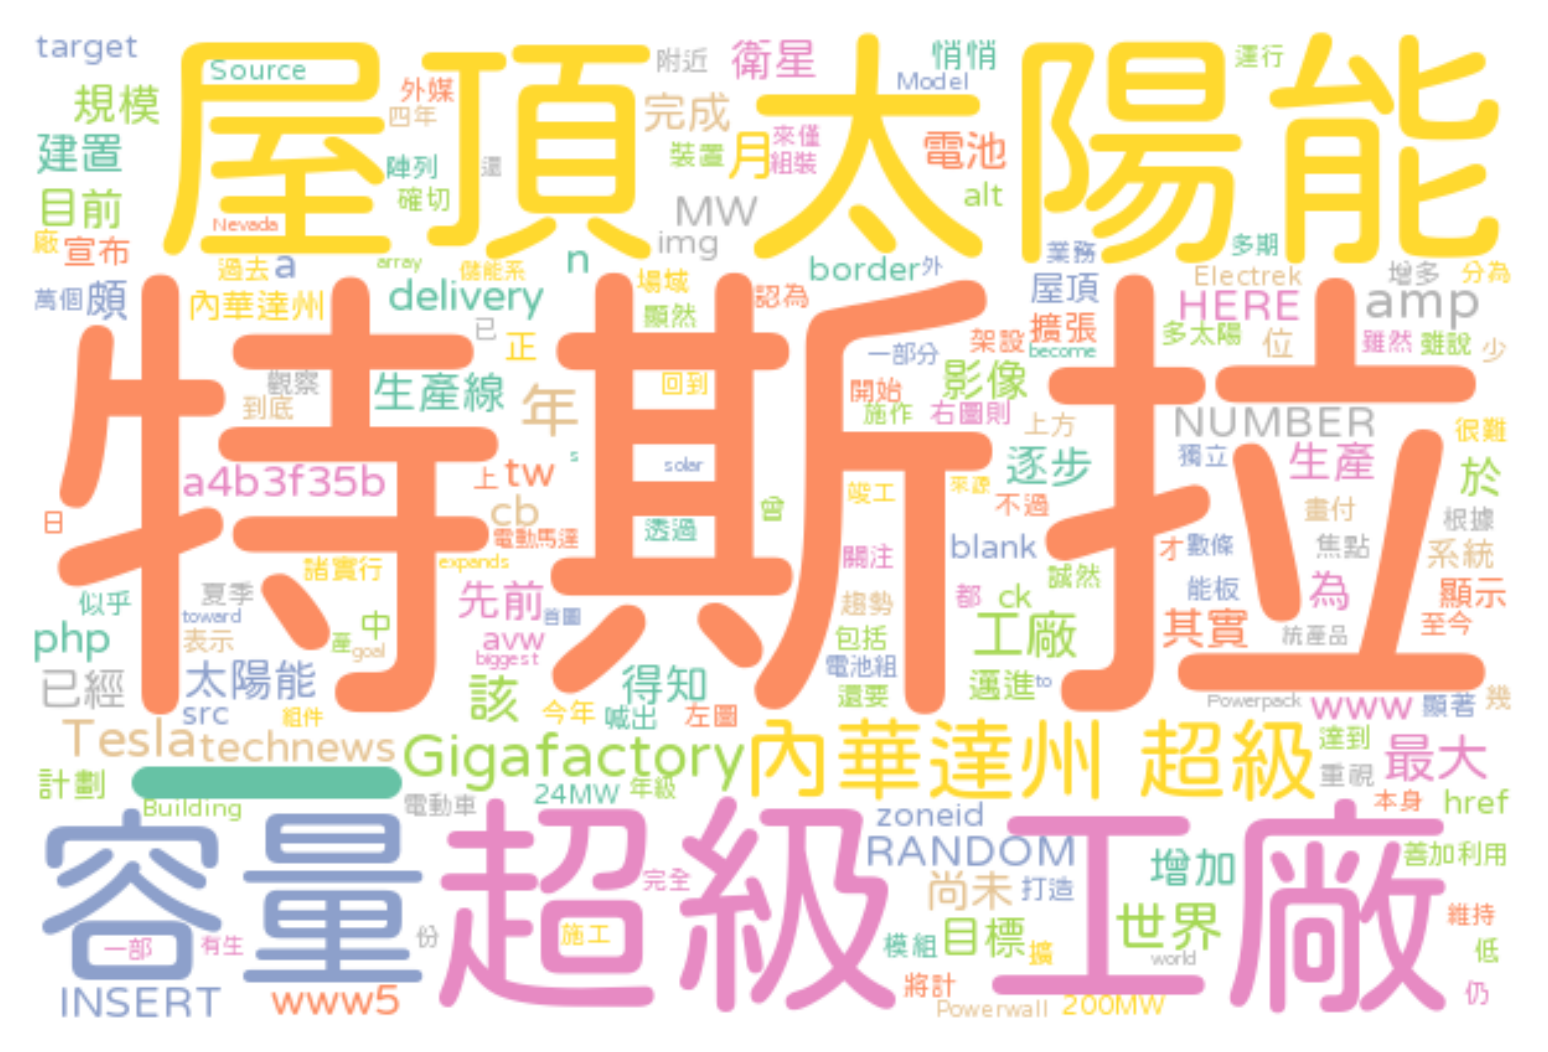 target
屋頂太陽能
Source
外媒
四年
附近
衛星
悄悄
Model
運行
規模
完成
來僅
組裝
裝置
月
電池
建置
陣列
還
確切
alt
目前
MW
Nevada
img
廠
宣布
過去
a
array
儲能系
n
場域
border
外
業務
多期
屋頂
Electrek
增多
分為
萬個
頗
內華達州
delivery
已
正
顯然
認為
HERE
amp
擴張
架設
become
多太陽
位
雖然
雖說
少
特斯拉
一部分
觀察
到底
生產線
年
回到
開始
影像
施作
右圖則
上方
NUMBER
很難
a4b3f35b
上
tw
s
solar
逐步
獨立
生產
於
cb
竣工
來源
不過
曾
畫付
根據
日
電動馬達
透過
關注
blank
才
數條
焦點
系統
expands
諸實行
似乎
夏季
先前
首圖
趨勢
都
ck
誠然
能板
為
顯示
toward
中
php
表示
產
goal
avw
biggest
包括
工廠
其實
統產品
至今
電池組
已經
太陽能
該
得知
還要
邁進
to
src
組件
今年
喊出
左圖
Powerpack
www
顯著
幾
Tesla
technews
Gigafactory
內華達州 超級
達到
重視
最大
計劃
Building
電動車
24MW
年級
本身
href
容量
超級工廠
zoneid
RANDOM
增加
善加利用
完全
尚未
打造
世界
維持
一部
有生
份
施工
模組
目標
擴
world
低
INSERT
www5
將計
Powerwall
200MW
仍